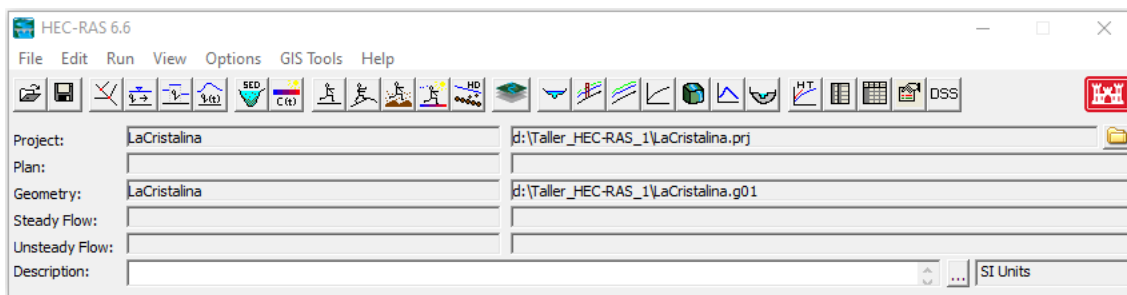 HEC-RAS 6.6
File Edit Run View Options GIS Tools Help
SED C(t) HD HT DSS
Project: LaCristalina d:\Taller_HEC-RAS_1\LaCristalina.prj
Plan:
Geometry: LaCristalina d:\Taller_HEC-RAS_1\LaCristalina.g01
Steady Flow:
Unsteady Flow:
Description: ... SI Units